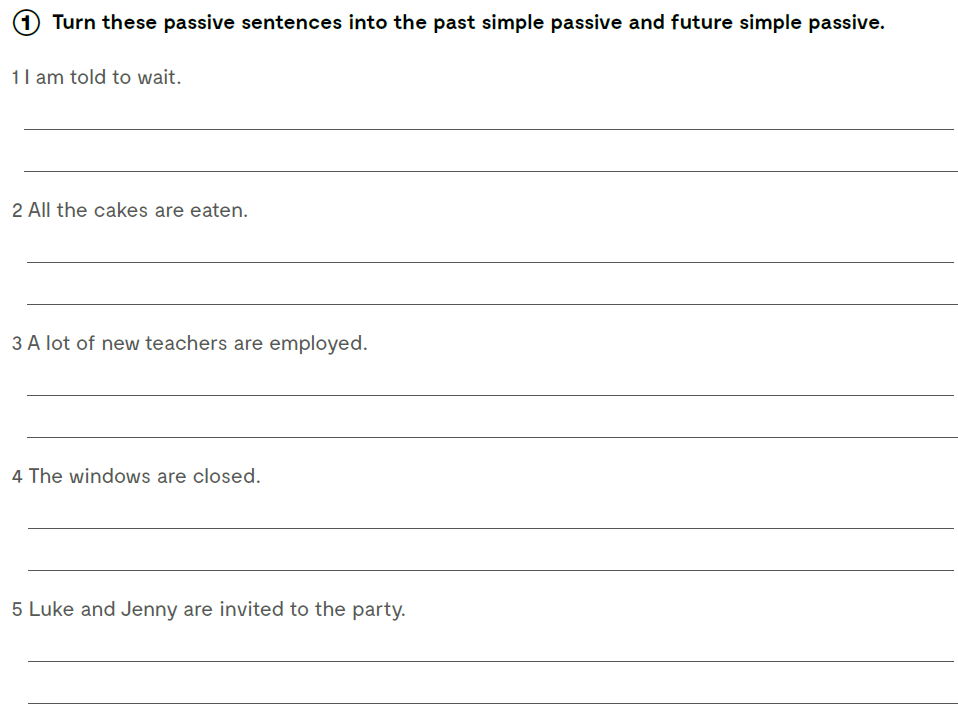 ① Turn these passive sentences into the past simple passive and future simple passive.
1 I am told to wait.
2 All the cakes are eaten.
3 A lot of new teachers are employed.
4 The windows are closed.
5 Luke and Jenny are invited to the party.